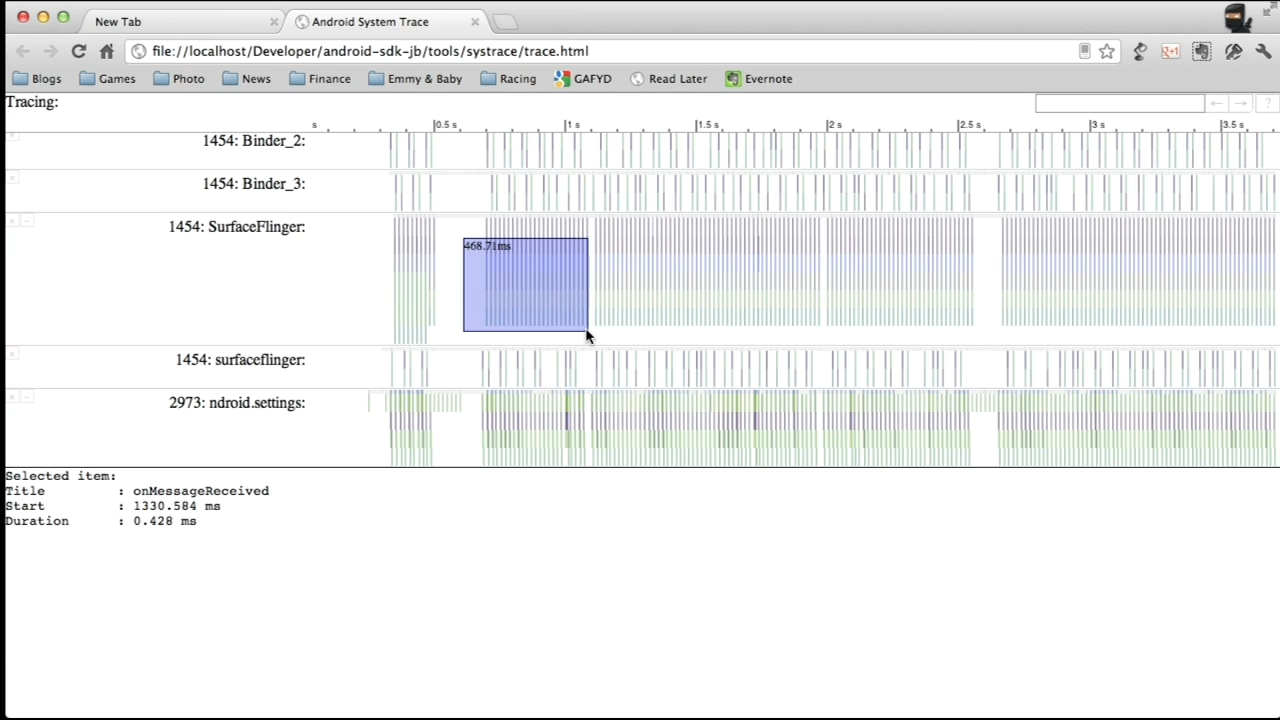 New Tab
Android System Trace
file://localhost/Developer/android-sdk-jb/tools/systrace/trace.html
Blogs Games Photo News Finance Emmy & Baby Racing GAFYD Read Later Evernote
Tracing:
?
s 0.5 s 1 s 1.5 s 2 s 2.5 s 3 s 3.5 s
1454: Binder_2:
1454: Binder_3:
1454: SurfaceFlinger:
468.71ms
1454: surfaceflinger:
2973: ndroid.settings:
Selected item:
Title : onMessageReceived
Start : 1330.584 ms
Duration : 0.428 ms